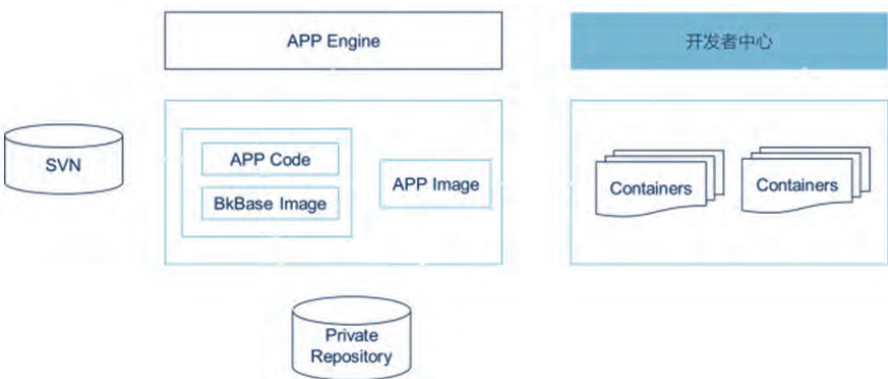 APP Engine
开发者中心
SVN
APP Code
BkBase Image
APP Image
Containers
Containers
Private
Repository